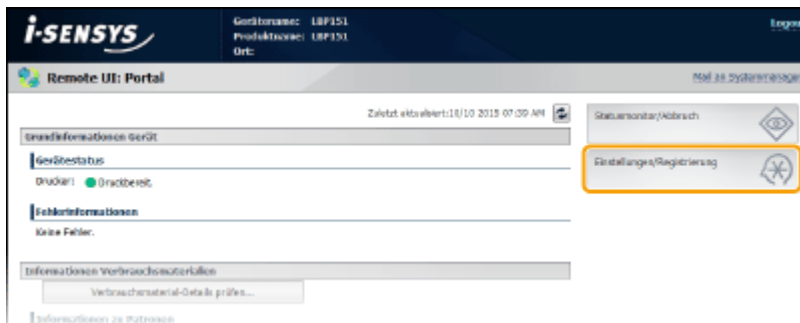 i-SENSYS
Gerätename: LBP151
Produktname: LBP151
Ort:
Logout
Remote UI: Portal
Mail an Systemmanager
Zuletzt aktualisiert:10/10 2015 07:39 AM
Grundinformationen Gerät
Gerätestatus
Drucker: Druckbereit.
Fehlerinformationen
Keine Fehler.
Informationen Verbrauchsmaterialien
Verbrauchsmaterial-Details prüfen...
Informationen zu Patronen
Statusmonitor/Abbruch
Einstellungen/Registrierung